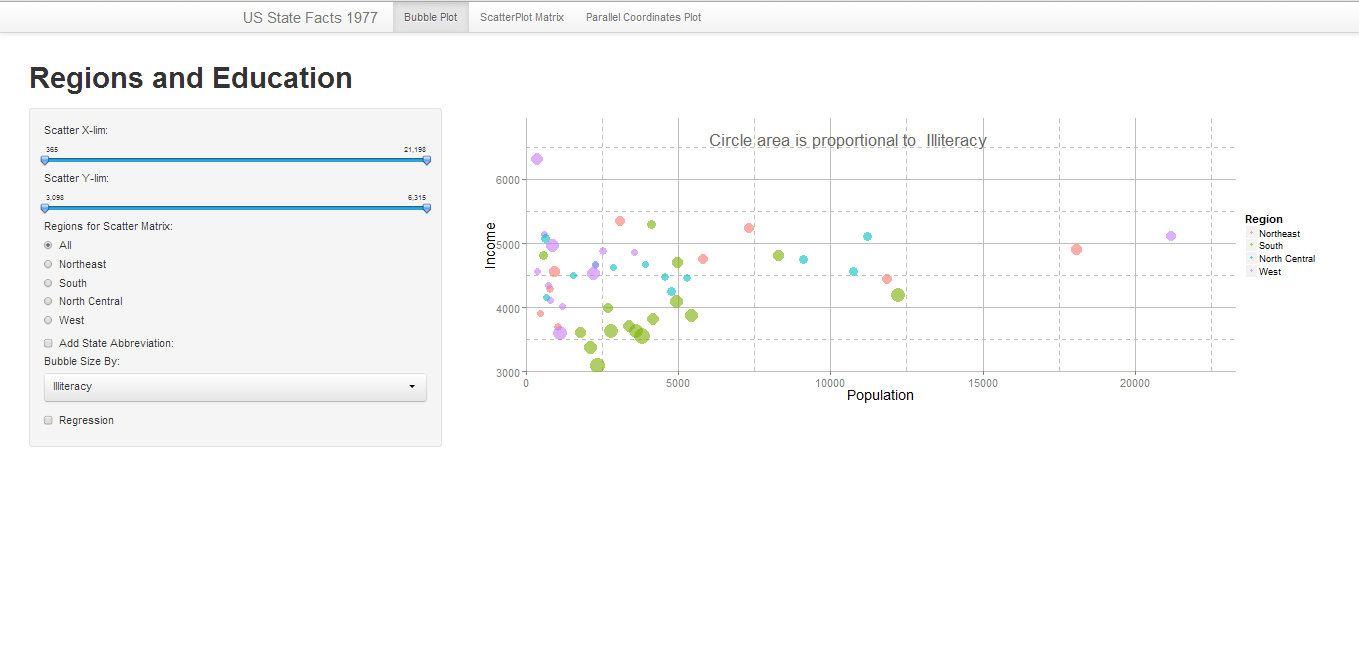 US State Facts 1977 Bubble Plot ScatterPlot Matrix Parallel Coordinates Plot
Regions and Education
Scatter X-lim:
365 21,198
Scatter Y-lim:
3,098 6,315
Regions for Scatter Matrix:
All
Northeast
South
North Central
West
Add State Abbreviation:
Bubble Size By:
Illiteracy
Regression
Circle area is proportional to Illiteracy
Income
6000
5000
4000
3000
0 5000 10000 15000 20000
Population
Region
Northeast
South
North Central
West